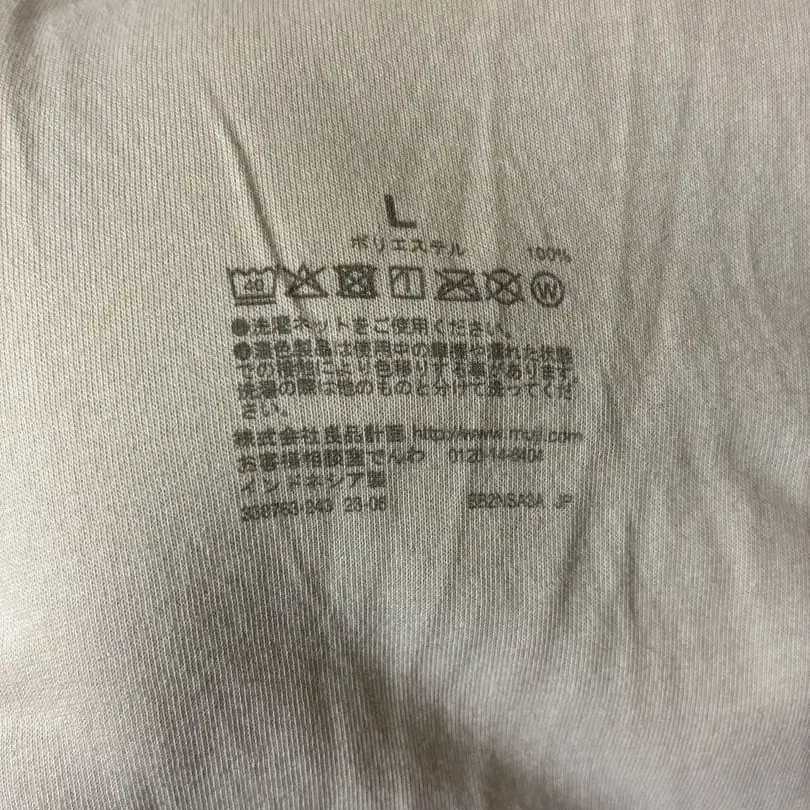 L
ポリエステル 100%
40 W
●洗濯ネットをご使用ください。
●濃色製品は使用中の摩擦や濡れた状態
での接触により色移りする事があります。
洗濯の際は他のものと分けて洗ってくだ
さい。
株式会社良品計画 http://www.muji.com
お客様相談室でんわ 0120-14-6404
インドネシア製
23-06 JP